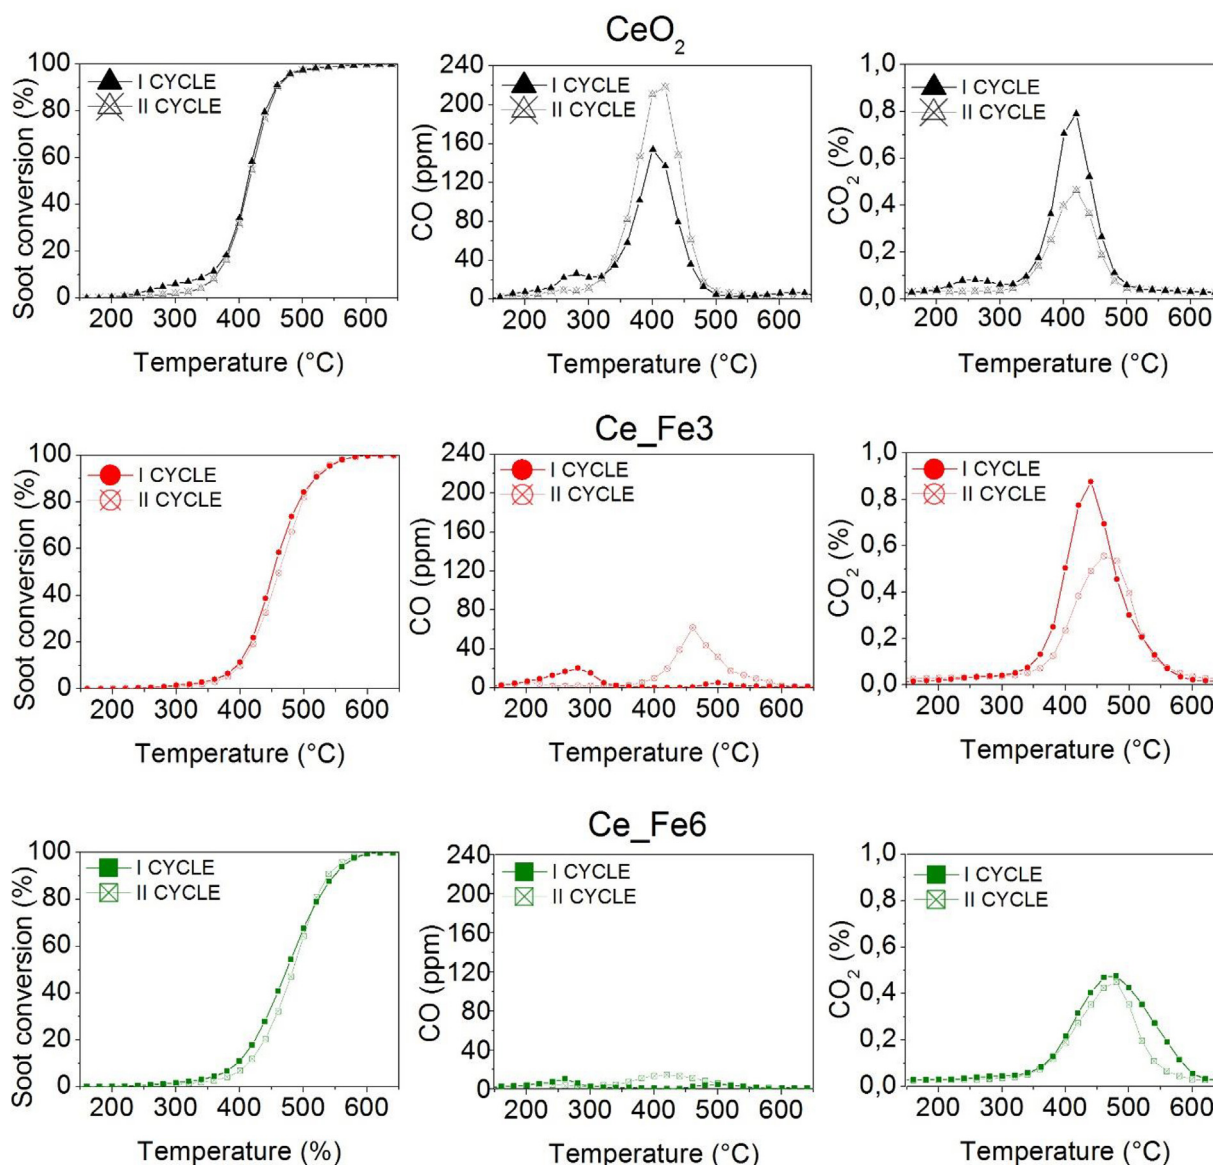 CeO2
Soot conversion (%)
100
80
60
40
20
0
I CYCLE
II CYCLE
200 300 400 500 600
Temperature (°C)
CO (ppm)
240
200
160
120
80
40
0
I CYCLE
II CYCLE
200 300 400 500 600
Temperature (°C)
CO2 (%)
1,0
0,8
0,6
0,4
0,2
0,0
I CYCLE
II CYCLE
200 300 400 500 600
Temperature (°C)
Ce_Fe3
Soot conversion (%)
100
80
60
40
20
0
I CYCLE
II CYCLE
200 300 400 500 600
Temperature (°C)
CO (ppm)
240
200
160
120
80
40
0
I CYCLE
II CYCLE
200 300 400 500 600
Temperature (°C)
CO2 (%)
1,0
0,8
0,6
0,4
0,2
0,0
I CYCLE
II CYCLE
200 300 400 500 600
Temperature (°C)
Ce_Fe6
Soot conversion (%)
100
80
60
40
20
0
I CYCLE
II CYCLE
200 300 400 500 600
Temperature (%)
CO (ppm)
240
200
160
120
80
40
0
I CYCLE
II CYCLE
200 300 400 500 600
Temperature (°C)
CO2 (%)
1,0
0,8
0,6
0,4
0,2
0,0
I CYCLE
II CYCLE
200 300 400 500 600
Temperature (°C)